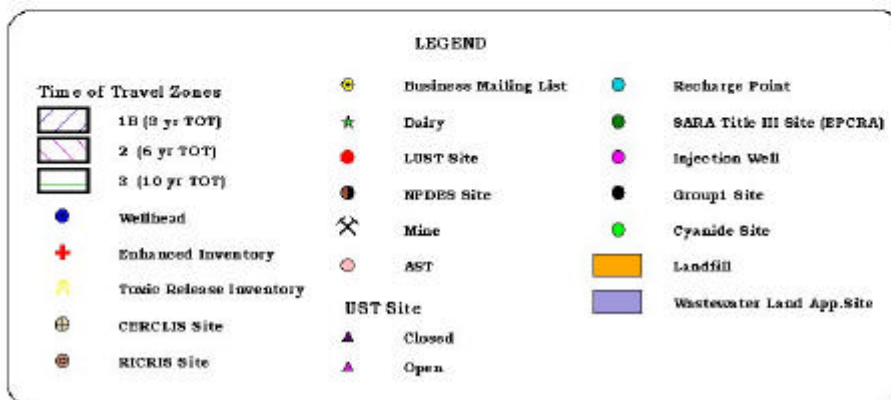 LEGEND
Time of Travel Zones
1B (3 yr TOT)
2 (6 yr TOT)
3 (10 yr TOT)
Wellhead
Enhanced Inventory
Toxic Release Inventory
CERCLIS Site
RICRIS Site
Business Mailing List
Dairy
LUST Site
NPDES Site
Mine
AST
UST Site
Closed
Open
Recharge Point
SARA Title III Site (EPCRA)
Injection Well
Group1 Site
Cyanide Site
Landfill
Wastewater Land App.Site